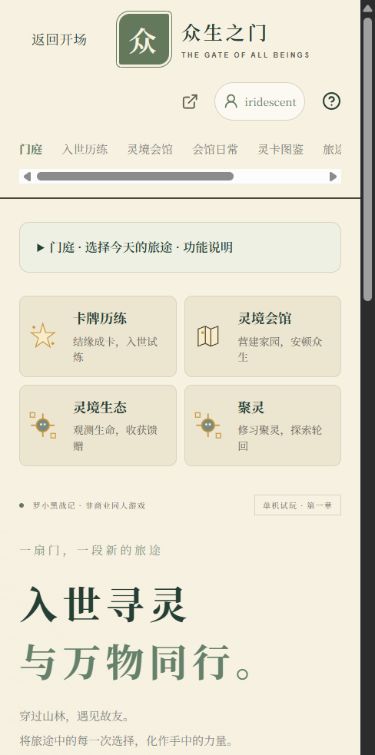 返回开场
众
众生之门
THE GATE OF ALL BEINGS
iridescent
?
门庭 入世历练 灵境会馆 会馆日常 灵卡图鉴
▶ 门庭 · 选择今天的旅途 · 功能说明
卡牌历练
结缘成卡，入世试
炼
灵境会馆
营建家园，安顿众
生
灵境生态
观测生命，收获馈
赠
聚灵
修习聚灵，探索轮
回
罗小黑战记 · 非商业同人游戏
单机试玩 · 第一章
一扇门，一段新的旅途
入世寻灵
与万物同行。
穿过山林，遇见故友。
将旅途中的每一次选择，化作手中的力量。